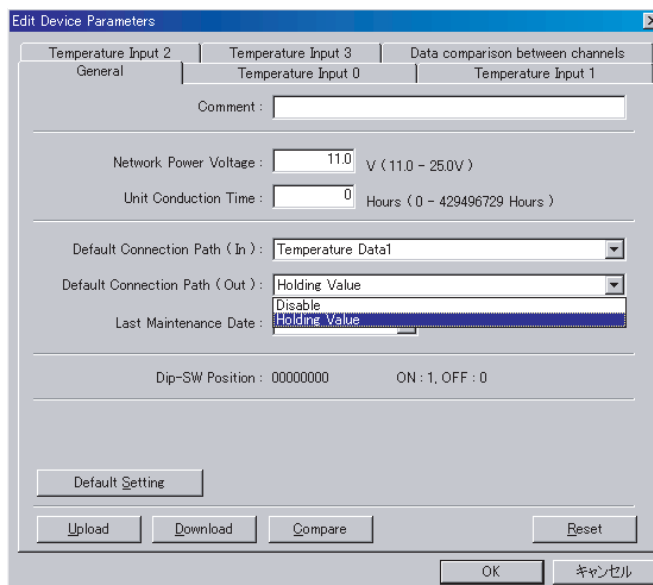 Edit Device Parameters
Temperature Input 2 Temperature Input 3 Data comparison between channels
General Temperature Input 0 Temperature Input 1
Comment :
Network Power Voltage : 11.0 V ( 11.0 - 25.0V )
Unit Conduction Time : 0 Hours ( 0 - 429496729 Hours )
Default Connection Path ( In ) : Temperature Data1
Default Connection Path ( Out ) : Holding Value
Disable
Last Maintenance Date : Holding Value
Dip-SW Position : 00000000 ON : 1, OFF : 0
Default Setting
Upload Download Compare Reset
OK キャンセル